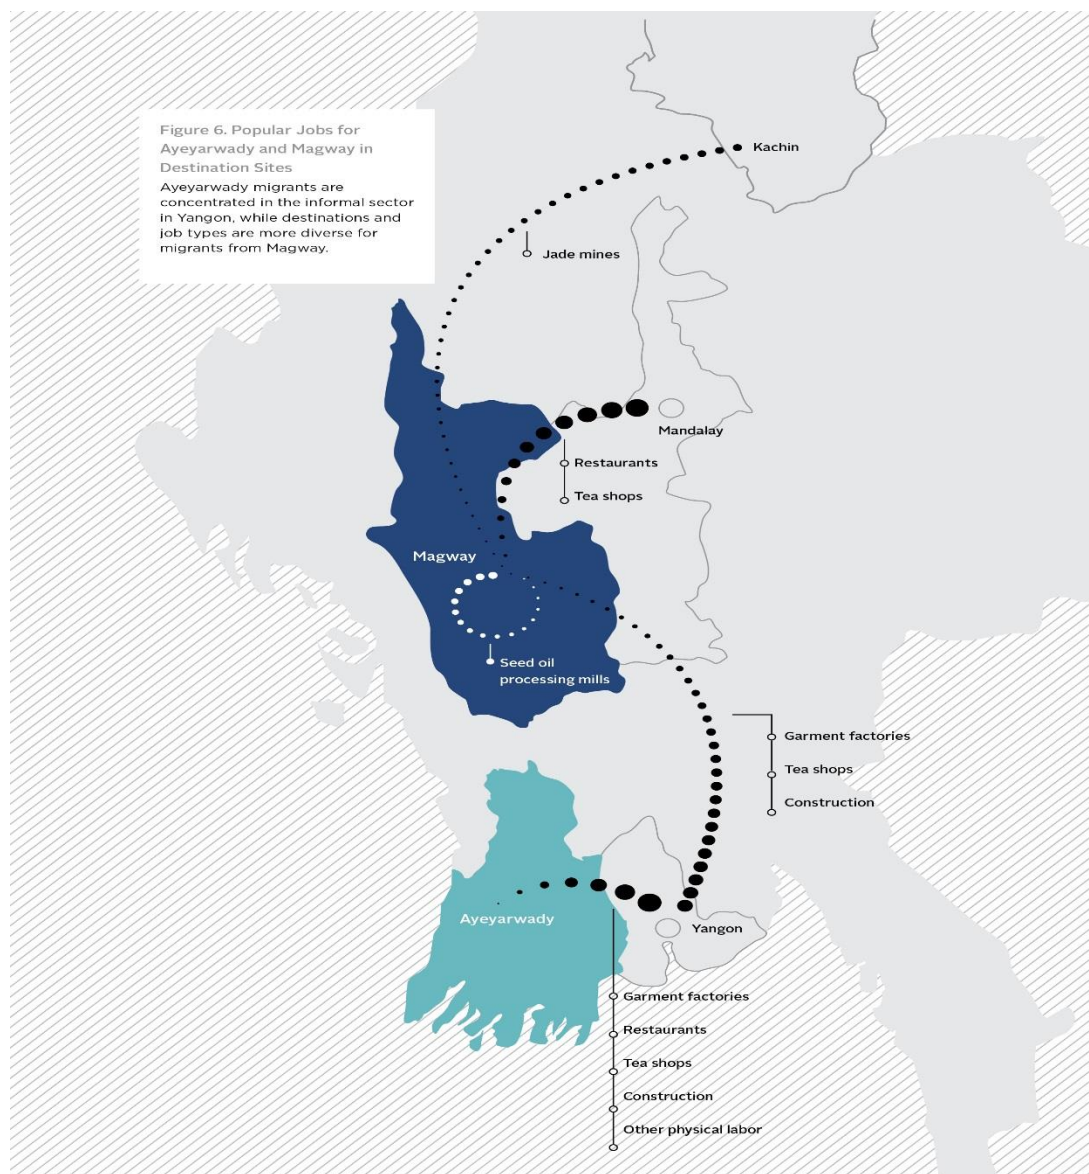 Figure 6. Popular Jobs for
Ayeyarwady and Magway in
Destination Sites
Ayeyarwady migrants are
concentrated in the informal sector
in Yangon, while destinations and
job types are more diverse for
migrants from Magway.
Kachin
Jade mines
Mandalay
Restaurants
Tea shops
Magway
Seed oil
processing mills
Garment factories
Tea shops
Construction
Ayeyarwady
Yangon
Garment factories
Restaurants
Tea shops
Construction
Other physical labor